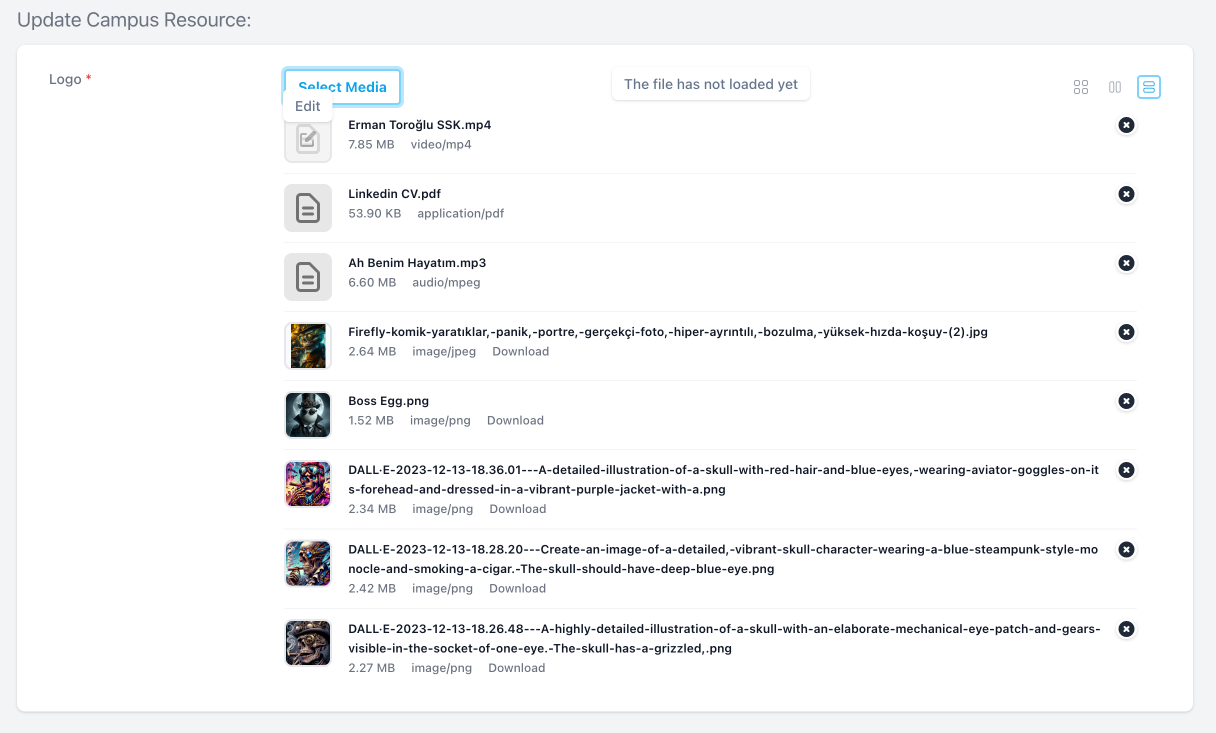 Update Campus Resource:
Logo *
Select Media
The file has not loaded yet
Edit
Erman Toroğlu SSK.mp4
7.85 MB video/mp4
Linkedin CV.pdf
53.90 KB application/pdf
Ah Benim Hayatım.mp3
6.60 MB audio/mpeg
Firefly-komik-yaratıklar,-panik,-portre,-gerçekçi-foto,-hiper-ayrıntılı,-bozulma,-yüksek-hızda-koşuy-(2).jpg
2.64 MB image/jpeg Download
Boss Egg.png
1.52 MB image/png Download
DALL·E-2023-12-13-18.36.01---A-detailed-illustration-of-a-skull-with-red-hair-and-blue-eyes,-wearing-aviator-goggles-on-it
s-forehead-and-dressed-in-a-vibrant-purple-jacket-with-a.png
2.34 MB image/png Download
DALL·E-2023-12-13-18.28.20---Create-an-image-of-a-detailed,-vibrant-skull-character-wearing-a-blue-steampunk-style-mo
nocle-and-smoking-a-cigar.-The-skull-should-have-deep-blue-eye.png
2.42 MB image/png Download
DALL·E-2023-12-13-18.26.48---A-highly-detailed-illustration-of-a-skull-with-an-elaborate-mechanical-eye-patch-and-gears-
visible-in-the-socket-of-one-eye.-The-skull-has-a-grizzled,.png
2.27 MB image/png Download